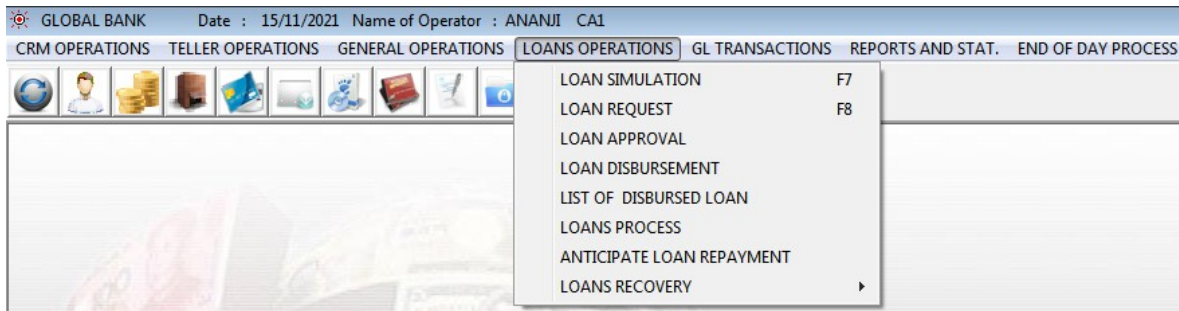 GLOBAL BANK Date : 15/11/2021 Name of Operator : ANANJI CA1
CRM OPERATIONS TELLER OPERATIONS GENERAL OPERATIONS LOANS OPERATIONS GL TRANSACTIONS REPORTS AND STAT. END OF DAY PROCESS
LOAN SIMULATION F7
LOAN REQUEST F8
LOAN APPROVAL
LOAN DISBURSEMENT
LIST OF DISBURSED LOAN
LOANS PROCESS
ANTICIPATE LOAN REPAYMENT
LOANS RECOVERY